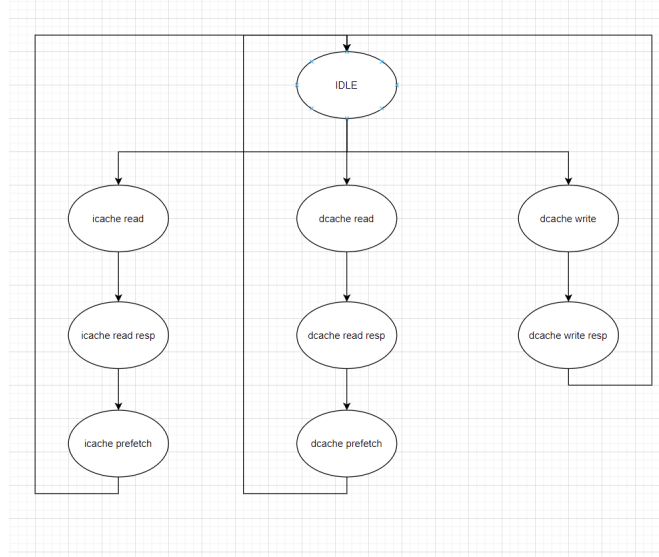 IDLE
icache read
dcache read
dcache write
icache read resp
dcache read resp
dcache write resp
icache prefetch
dcache prefetch